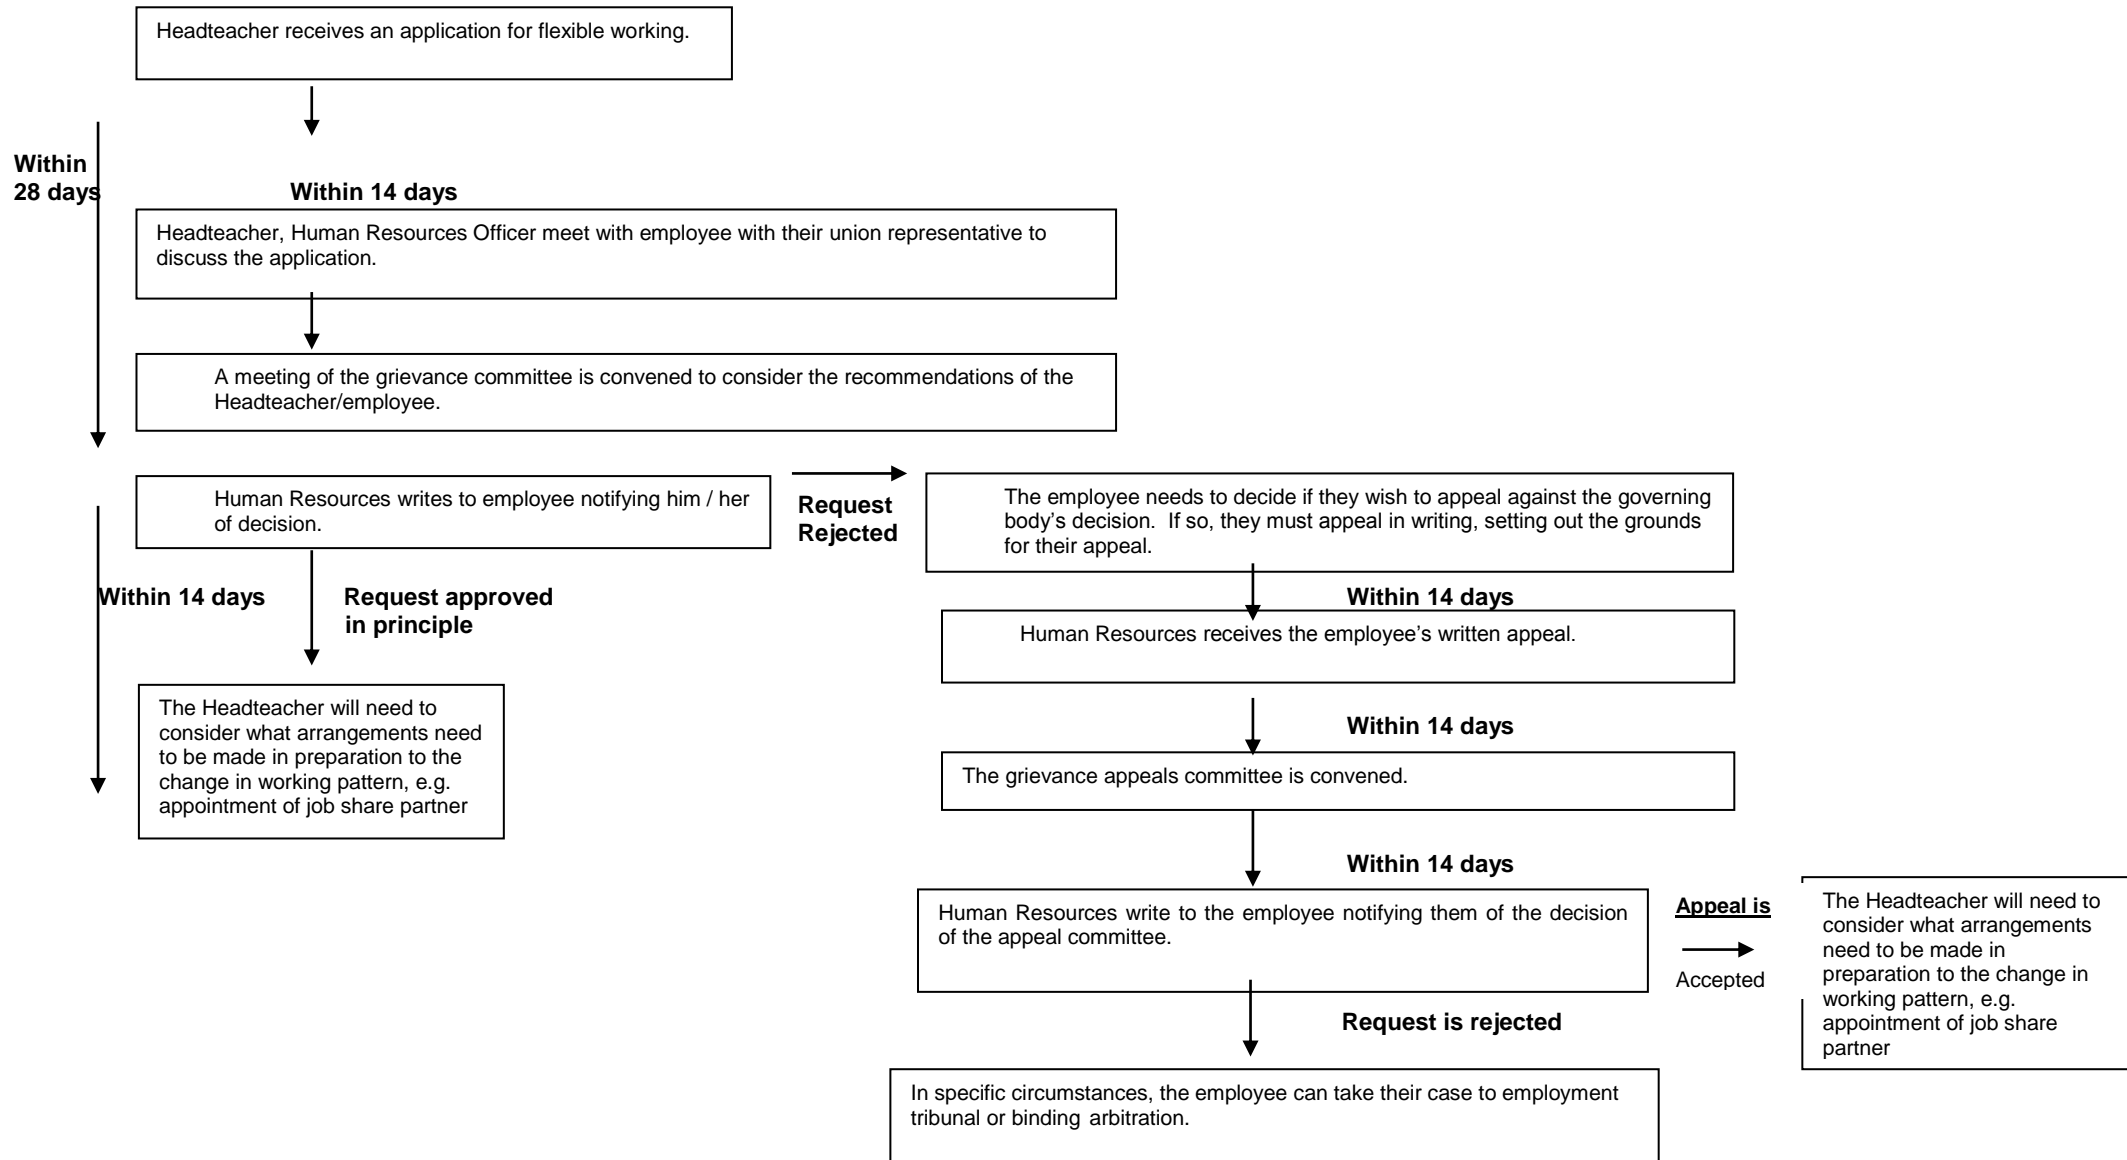 Headteacher receives an application for flexible working.
Within
28 days
Within 14 days
Headteacher, Human Resources Officer meet with employee with their union representative to
discuss the application.
A meeting of the grievance committee is convened to consider the recommendations of the
Headteacher/employee.
Human Resources writes to employee notifying him / her
of decision.
Request
Rejected
The employee needs to decide if they wish to appeal against the governing
body's decision.  If so, they must appeal in writing, setting out the grounds
for their appeal.
Within 14 days
Request approved
in principle
Within 14 days
Human Resources receives the employee's written appeal.
The Headteacher will need to
consider what arrangements need
to be made in preparation to the
change in working pattern, e.g.
appointment of job share partner
Within 14 days
The grievance appeals committee is convened.
Within 14 days
Human Resources write to the employee notifying them of the decision
of the appeal committee.
Appeal is
Accepted
The Headteacher will need to
consider what arrangements
need to be made in
preparation to the change in
working pattern, e.g.
appointment of job share
partner
Request is rejected
In specific circumstances, the employee can take their case to employment
tribunal or binding arbitration.